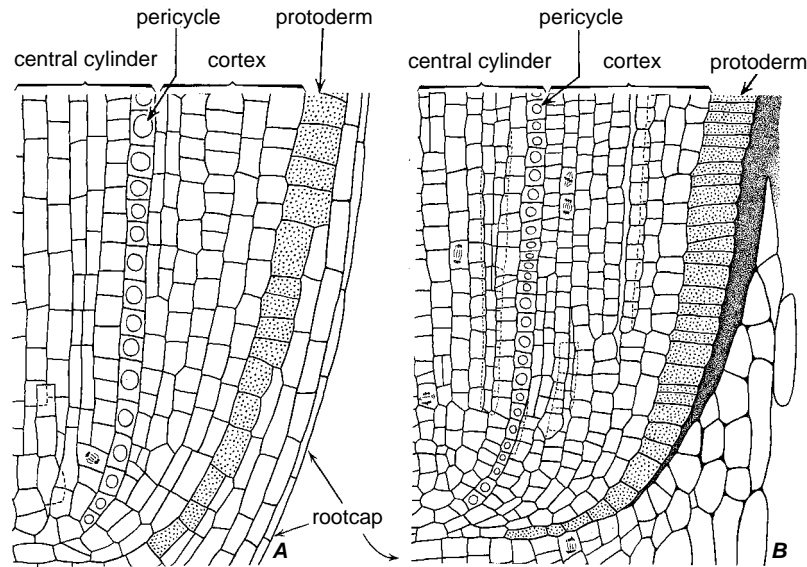 protoderm
pericycle
central cylinder
cortex
pericycle
central cylinder
cortex
protoderm
rootcap
A
B